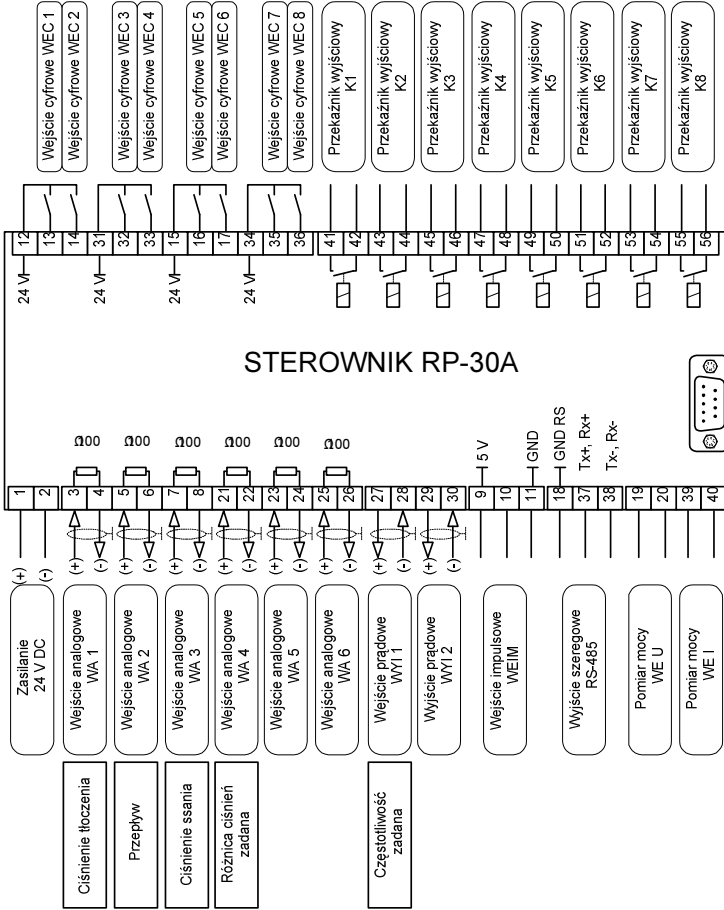 Wejście cyfrowe WEC 1
Wejście cyfrowe WEC 2
Wejście cyfrowe WEC 3
Wejście cyfrowe WEC 4
Wejście cyfrowe WEC 5
Wejście cyfrowe WEC 6
Wejście cyfrowe WEC 7
Wejście cyfrowe WEC 8
Przekaźnik wyjściowy
K1
Przekaźnik wyjściowy
K2
Przekaźnik wyjściowy
K3
Przekaźnik wyjściowy
K4
Przekaźnik wyjściowy
K5
Przekaźnik wyjściowy
K6
Przekaźnik wyjściowy
K7
Przekaźnik wyjściowy
K8
12 13 14 31 32 33 15 16 17 34 35 36 41 42 43 44 45 46 47 48 49 50 51 52 53 54 55 56
24 V
24 V
24 V
24 V
STEROWNIK RP-30A
Ω100
Ω100
Ω100
Ω100
Ω100
Ω100
5 V
GND
GND RS
Tx+, Rx+
Tx-, Rx-
1 2 3 4 5 6 7 8 21 22 23 24 25 26 27 28 29 30 9 10 11 18 37 38 19 20 39 40
(+)
(-)
(+)
(-)
(+)
(-)
(+)
(-)
(+)
(-)
(+)
(-)
(+)
(-)
(+)
(-)
(+)
(-)
Zasilanie
24 V DC
Wejście analogowe
WA 1
Wejście analogowe
WA 2
Wejście analogowe
WA 3
Wejście analogowe
WA 4
Wejście analogowe
WA 5
Wejście analogowe
WA 6
Wejście prądowe
WYI 1
Wyjście prądowe
WYI 2
Wejście impulsowe
WEIM
Wyjście szeregowe
RS-485
Pomiar mocy
WE U
Pomiar mocy
WE I
Ciśnienie tłoczenia
Przepływ
Ciśnienie ssania
Różnica ciśnień
zadana
Częstotliwość
zadana